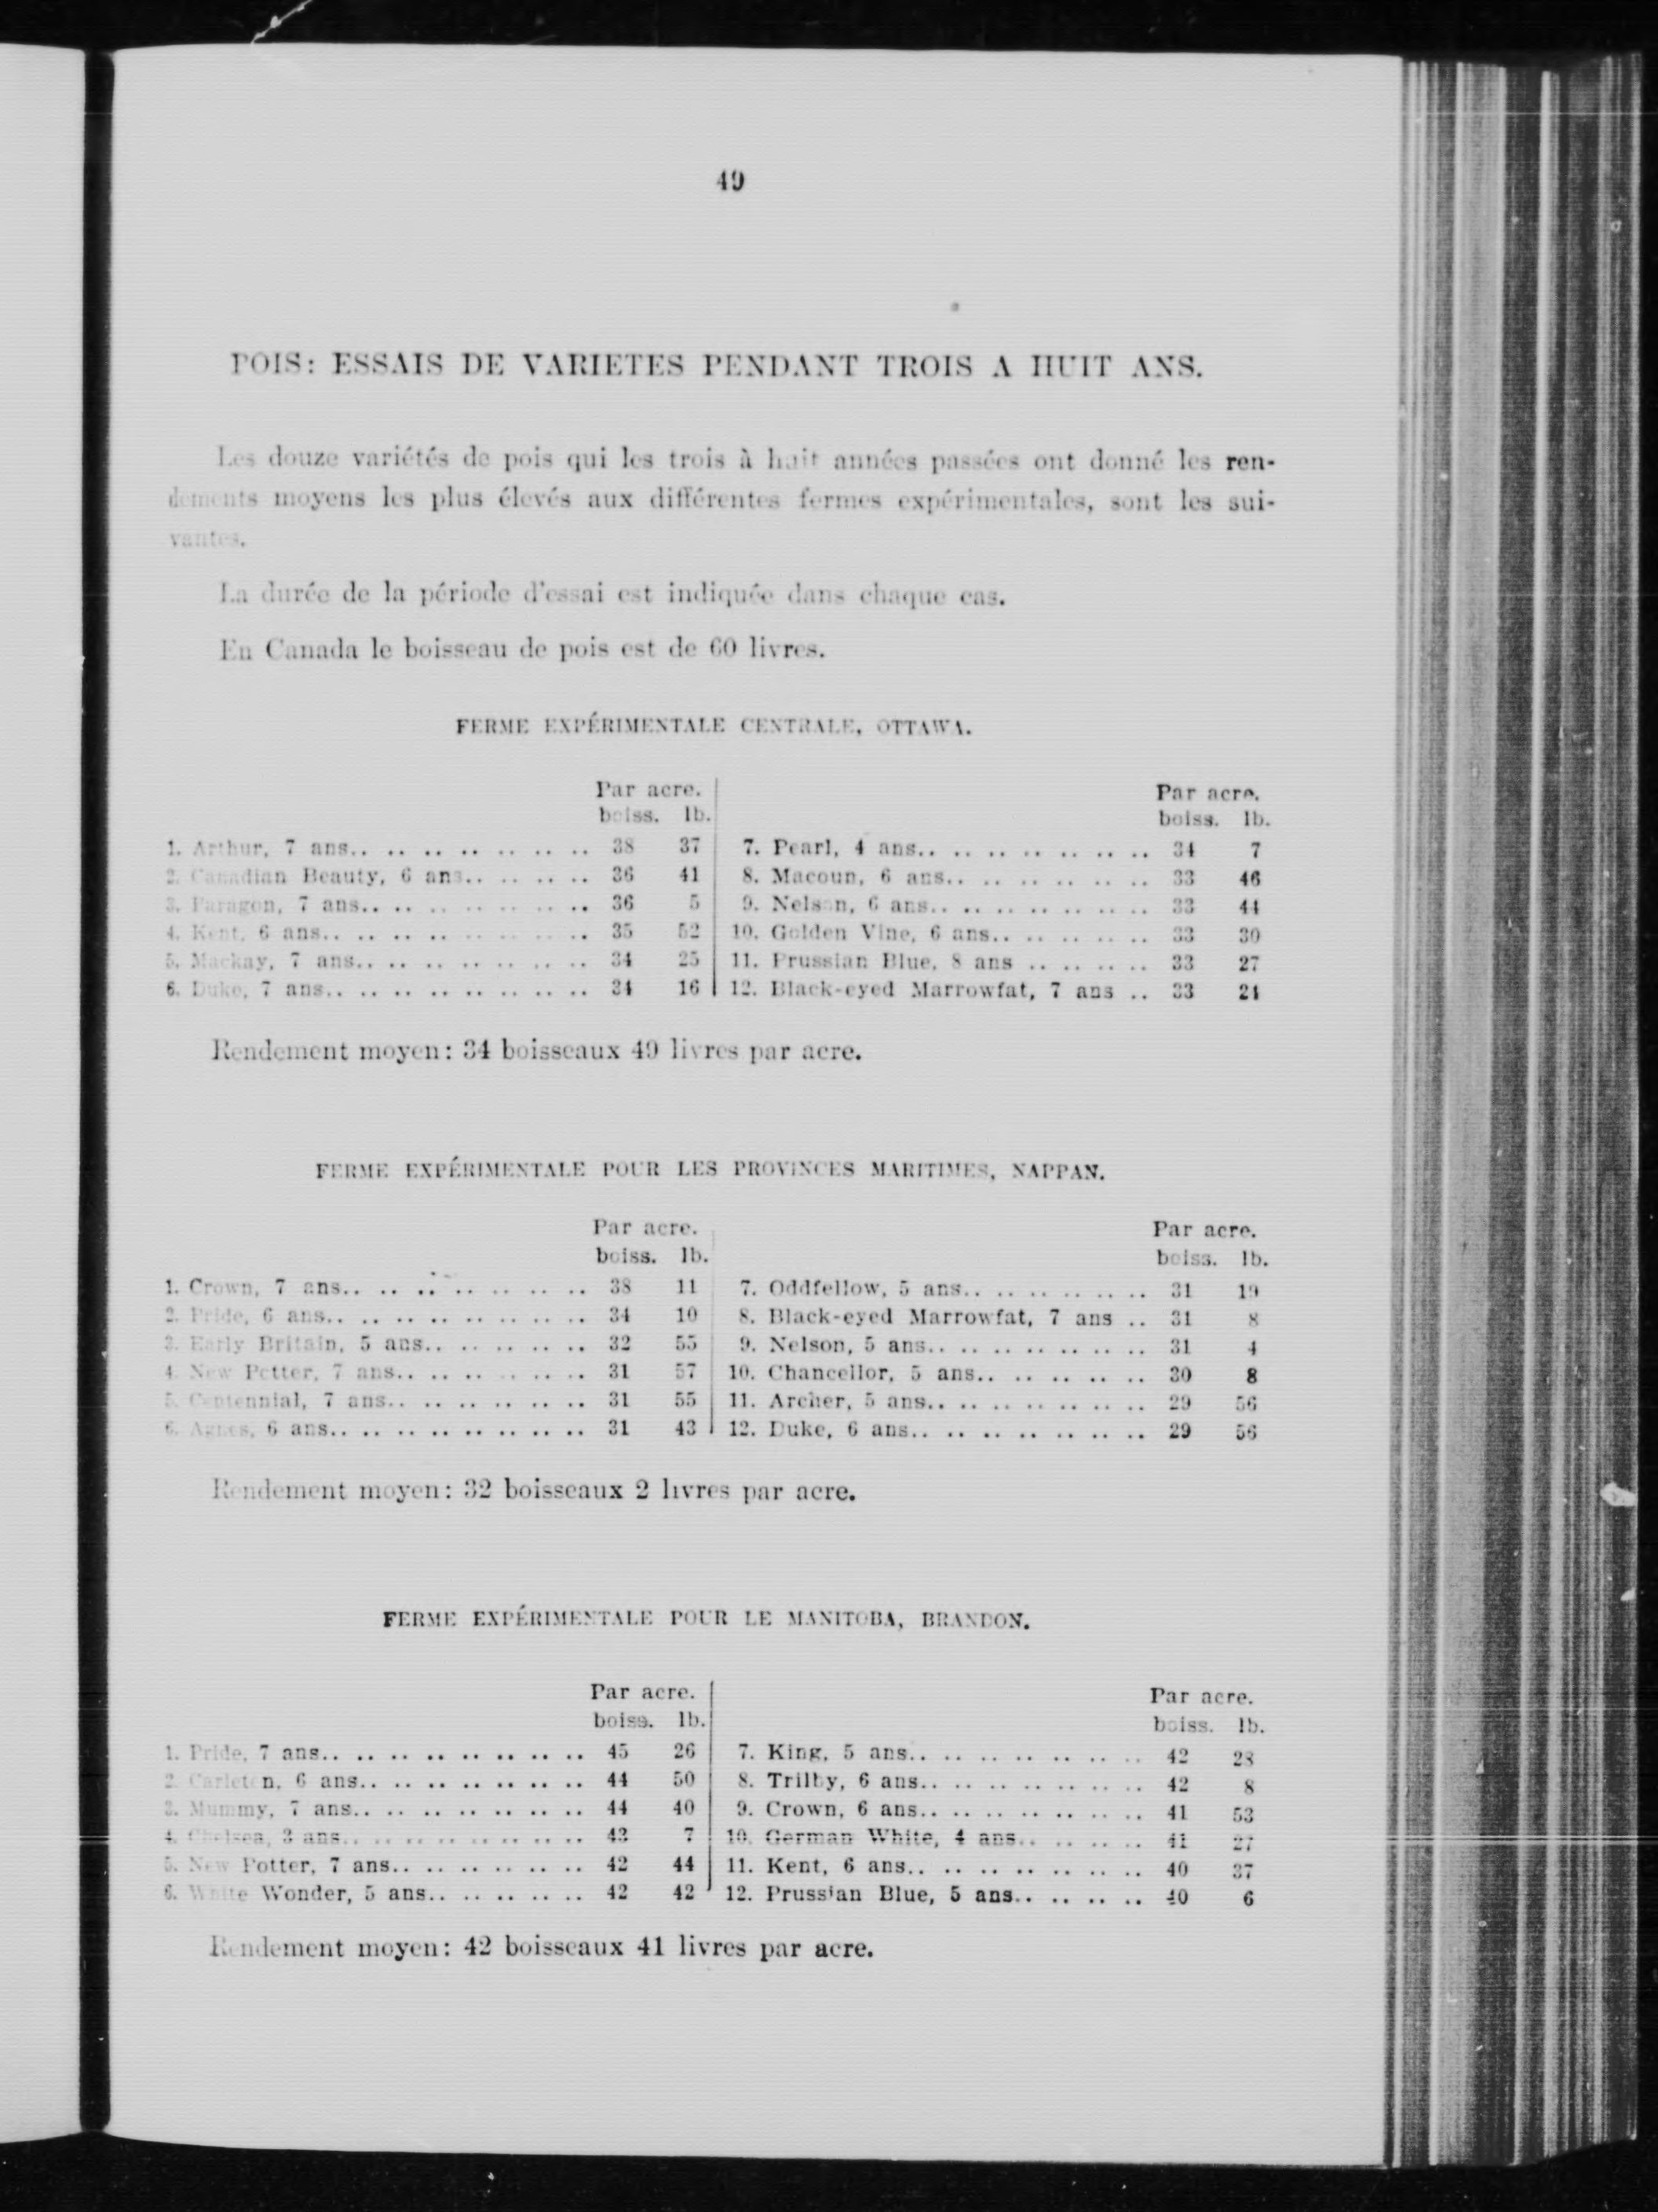 49
POIS: ESSAIS DE VARIETES PENDANT TROIS A HUIT ANS.
Les douze variétés de pois qui les trois à huit années passées ont donné les ren-
dements moyens les plus élevés aux différentes fermes expérimentales, sont les sui-
vantes.
La durée de la période d'essai est indiquée dans chaque cas.
En Canada le boisseau de pois est de 60 livres.
FERME EXPÉRIMENTALE CENTRALE, OTTAWA.
Par acre.
boiss. lb.
1. Arthur, 7 ans.. .. .. .. .. .. .. .. 38 37
2. Canadian Beauty, 6 ans.. .. .. .. 36 41
3. Paragon, 7 ans.. .. .. .. .. .. .. .. 36 5
4. Kent, 6 ans.. .. .. .. .. .. .. .. .. 35 52
5. Mackay, 7 ans.. .. .. .. .. .. .. .. 34 25
6. Duke, 7 ans.. .. .. .. .. .. .. .. .. 34 16
Par acre.
boiss. lb.
7. Pearl, 4 ans.. .. .. .. .. .. .. .. 34 7
8. Macoun, 6 ans.. .. .. .. .. .. .. 33 46
9. Nelson, 6 ans.. .. .. .. .. .. .. .. 33 44
10. Golden Vine, 6 ans.. .. .. .. .. 33 30
11. Prussian Blue, 8 ans .. .. .. .. 33 27
12. Black-eyed Marrowfat, 7 ans .. 33 24
Rendement moyen: 34 boisseaux 49 livres par acre.
FERME EXPÉRIMENTALE POUR LES PROVINCES MARITIMES, NAPPAN.
Par acre.
boiss. lb.
1. Crown, 7 ans.. .. .. .. .. .. .. .. 38 11
2. Pride, 6 ans.. .. .. .. .. .. .. .. .. 34 10
3. Early Britain, 5 ans.. .. .. .. .. .. 32 55
4. New Potter, 7 ans.. .. .. .. .. .. .. 31 57
5. Centennial, 7 ans.. .. .. .. .. .. .. 31 55
6. Agnes, 6 ans.. .. .. .. .. .. .. .. .. 31 43
Par acre.
boiss. lb.
7. Oddfellow, 5 ans.. .. .. .. .. .. 31 19
8. Black-eyed Marrowfat, 7 ans .. 31 8
9. Nelson, 5 ans.. .. .. .. .. .. .. .. 31 4
10. Chancellor, 5 ans.. .. .. .. .. .. 30 8
11. Archer, 5 ans.. .. .. .. .. .. .. .. 29 56
12. Duke, 6 ans.. .. .. .. .. .. .. .. 29 56
Rendement moyen: 32 boisseaux 2 livres par acre.
FERME EXPÉRIMENTALE POUR LE MANITOBA, BRANDON.
Par acre.
boiss. lb.
1. Pride, 7 ans.. .. .. .. .. .. .. .. .. 45 26
2. Carleton, 6 ans.. .. .. .. .. .. .. .. 44 50
3. Mummy, 7 ans.. .. .. .. .. .. .. .. 44 40
4. Chelsea, 3 ans.. .. .. .. .. .. .. .. 43 7
5. New Potter, 7 ans.. .. .. .. .. .. .. 42 44
6. White Wonder, 5 ans.. .. .. .. .. .. 42 42
Par acre.
boiss. lb.
7. King, 5 ans.. .. .. .. .. .. .. .. 42 28
8. Trilby, 6 ans.. .. .. .. .. .. .. .. 42 8
9. Crown, 6 ans.. .. .. .. .. .. .. .. 41 53
10. German White, 4 ans.. .. .. .. .. 41 27
11. Kent, 6 ans.. .. .. .. .. .. .. .. 40 37
12. Prussian Blue, 5 ans.. .. .. .. .. 40 6
Rendement moyen: 42 boisseaux 41 livres par acre.